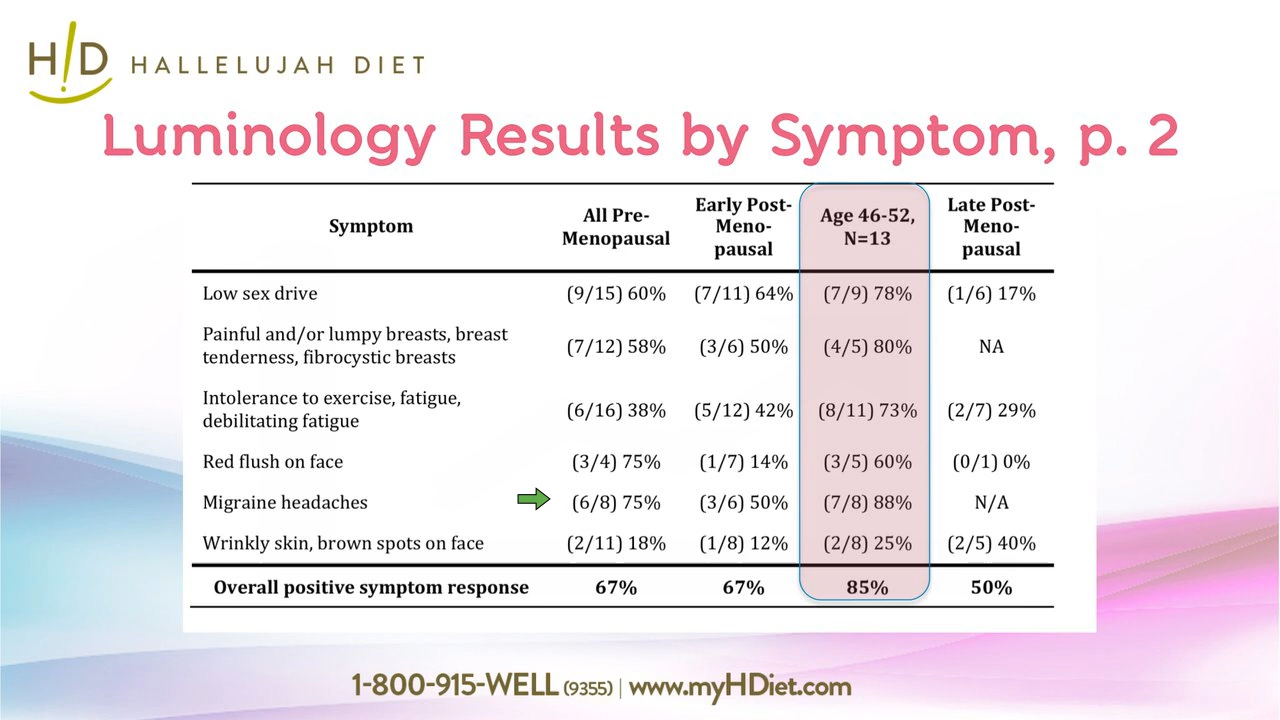 H!D HALLELUJAH DIET
Luminology Results by Symptom, p. 2
Symptom
All Pre-
Menopausal
Early Post-
Meno-
pausal
Age 46-52,
N=13
Late Post-
Meno-
pausal
Low sex drive (9/15) 60% (7/11) 64% (7/9) 78% (1/6) 17%
Painful and/or lumpy breasts, breast
tenderness, fibrocystic breasts (7/12) 58% (3/6) 50% (4/5) 80% NA
Intolerance to exercise, fatigue,
debilitating fatigue (6/16) 38% (5/12) 42% (8/11) 73% (2/7) 29%
Red flush on face (3/4) 75% (1/7) 14% (3/5) 60% (0/1) 0%
Migraine headaches (6/8) 75% (3/6) 50% (7/8) 88% N/A
Wrinkly skin, brown spots on face (2/11) 18% (1/8) 12% (2/8) 25% (2/5) 40%
Overall positive symptom response 67% 67% 85% 50%
1-800-915-WELL (9355) | www.myHDiet.com